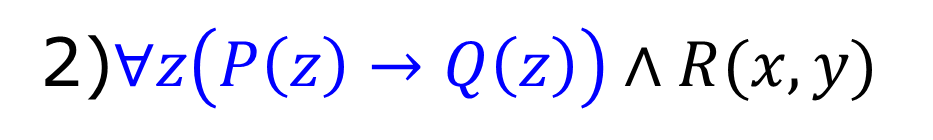 2)∀z(P(z) → Q(z)) ∧ R(x, y)